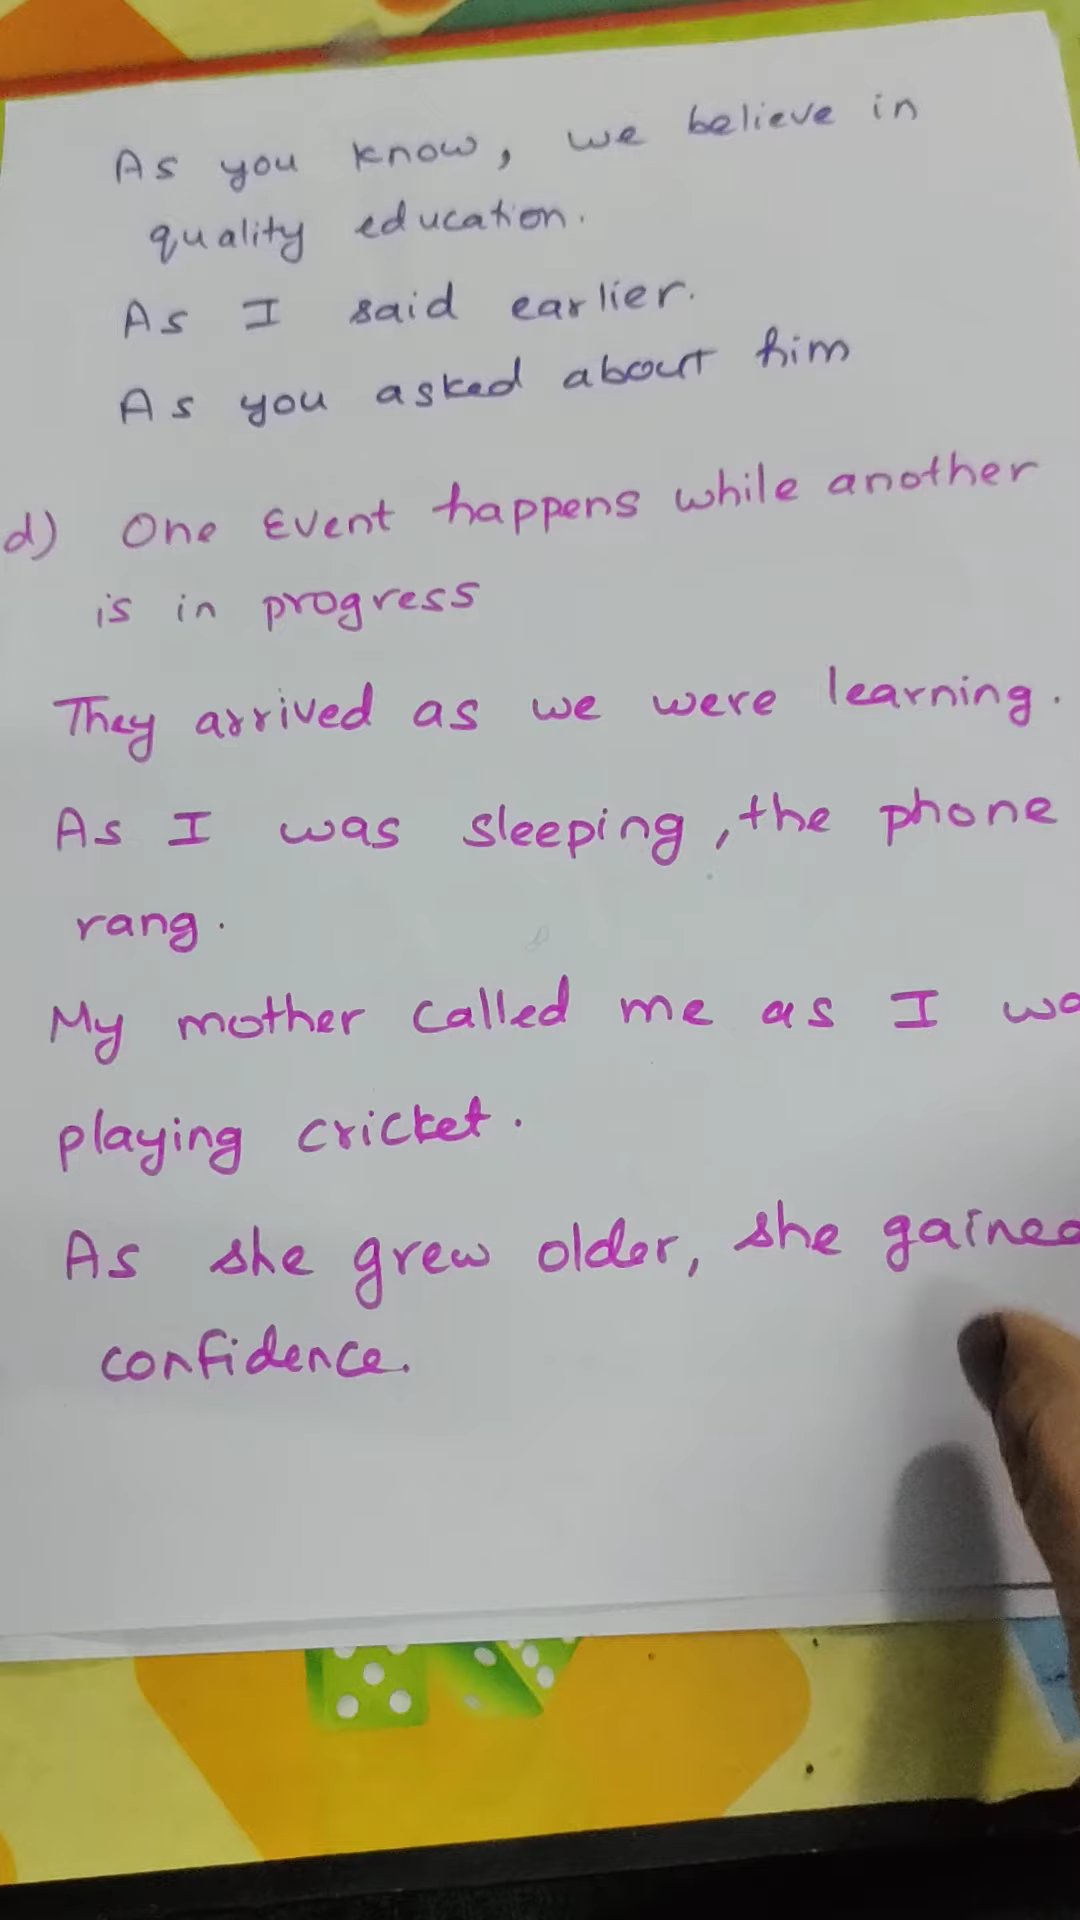 As you know, we believe in
quality education.
As I said earlier.
As you asked about him
d) One Event happens while another
is in progress
They arrived as we were learning.
As I was sleeping, the phone
rang.
My mother called me as I wa
playing cricket.
As she grew older, she gained
confidence.